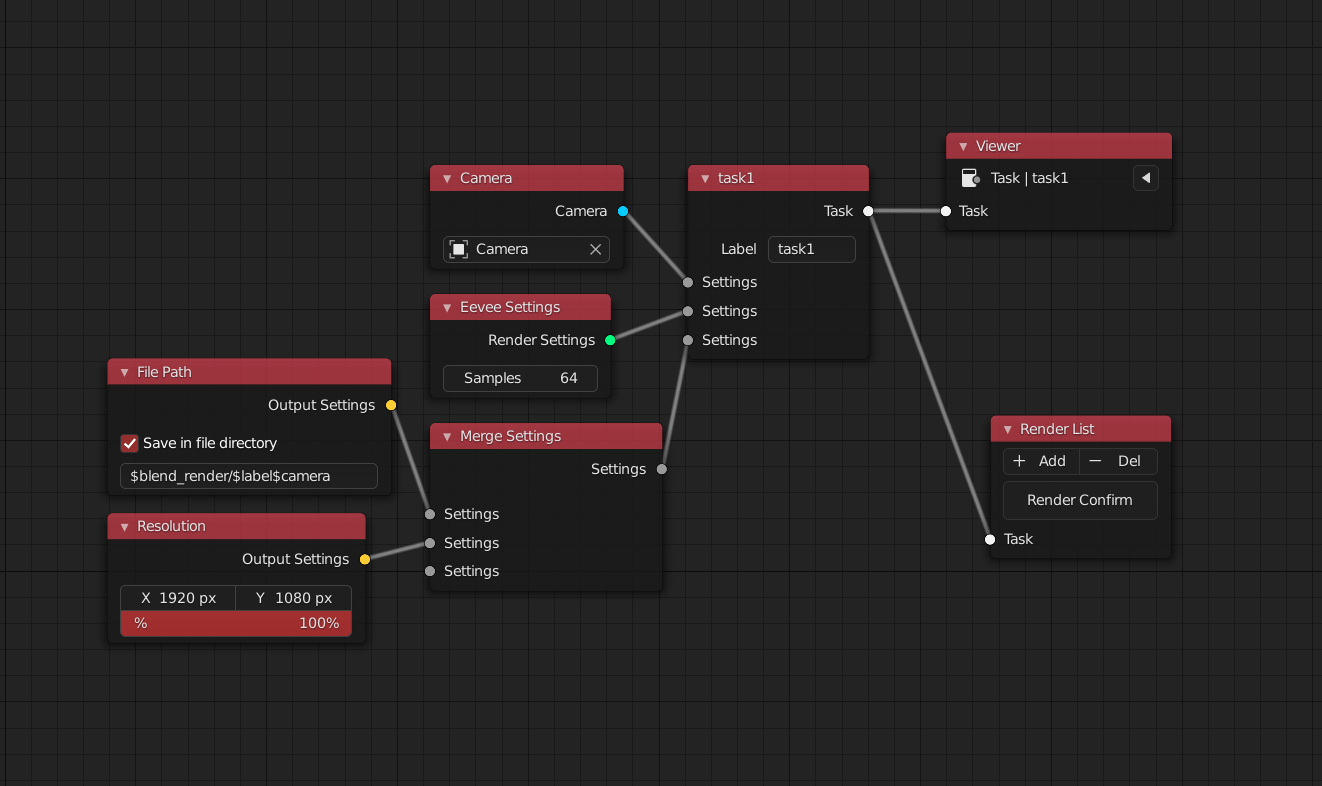 Viewer
Task | task1
Task
Camera
Camera
Camera
task1
Task
Label task1
Settings
Settings
Settings
Eevee Settings
Render Settings
Samples 64
File Path
Output Settings
Save in file directory
$blend_render/$label$camera
Merge Settings
Settings
Settings
Settings
Settings
Render List
+ Add − Del
Render Confirm
Task
Resolution
Output Settings
X 1920 px Y 1080 px
% 100%